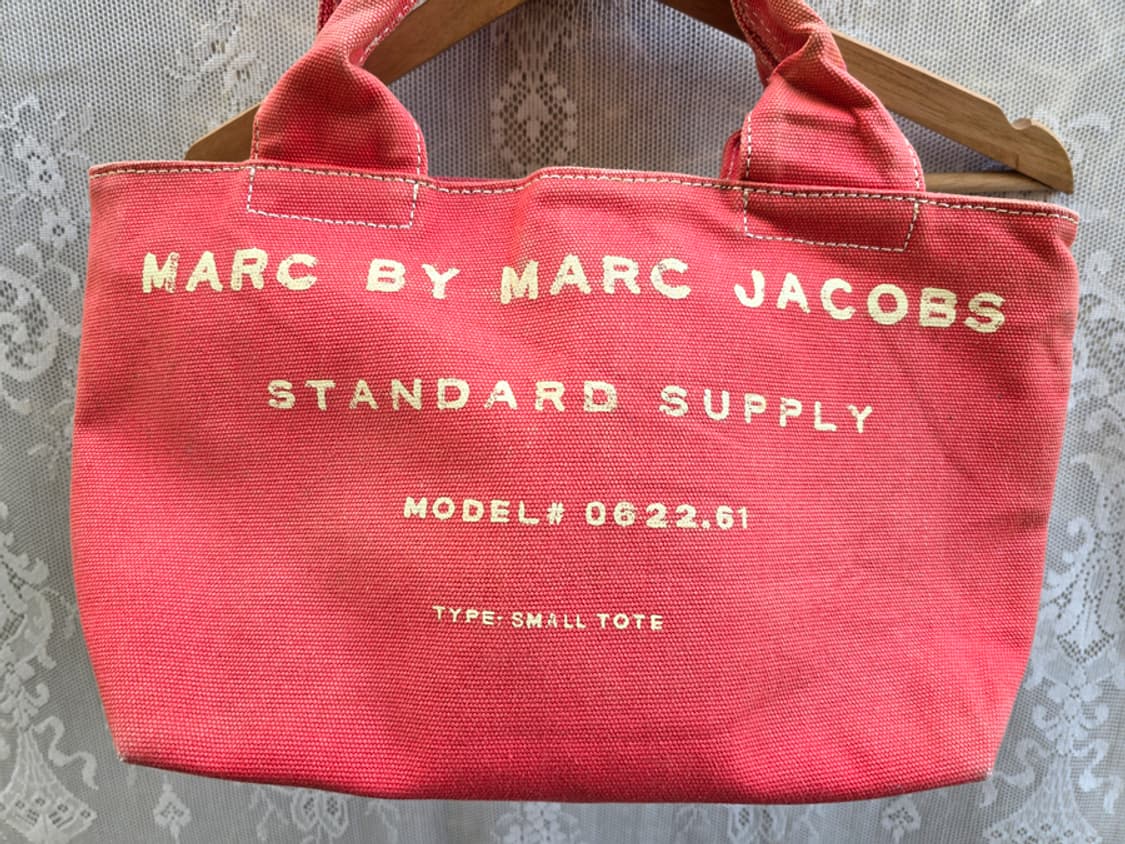 MARC BY MARC JACOBS
STANDARD SUPPLY
MODEL# 0622.61
TYPE: SMALL TOTE